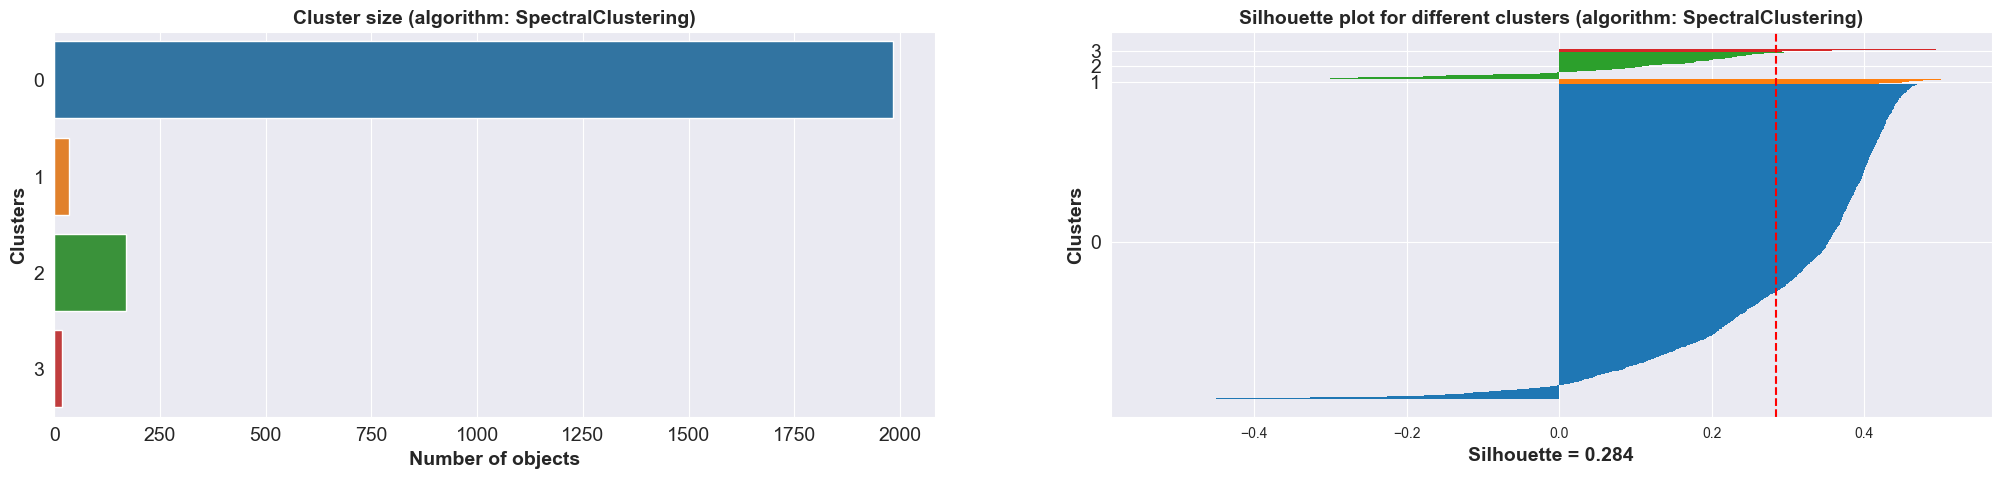 Cluster size (algorithm: SpectralClustering)
Clusters
0
1
2
3
0 250 500 750 1000 1250 1500 1750 2000
Number of objects
Silhouette plot for different clusters (algorithm: SpectralClustering)
Clusters
3
2
1
0
−0.4 −0.2 0.0 0.2 0.4
Silhouette = 0.284